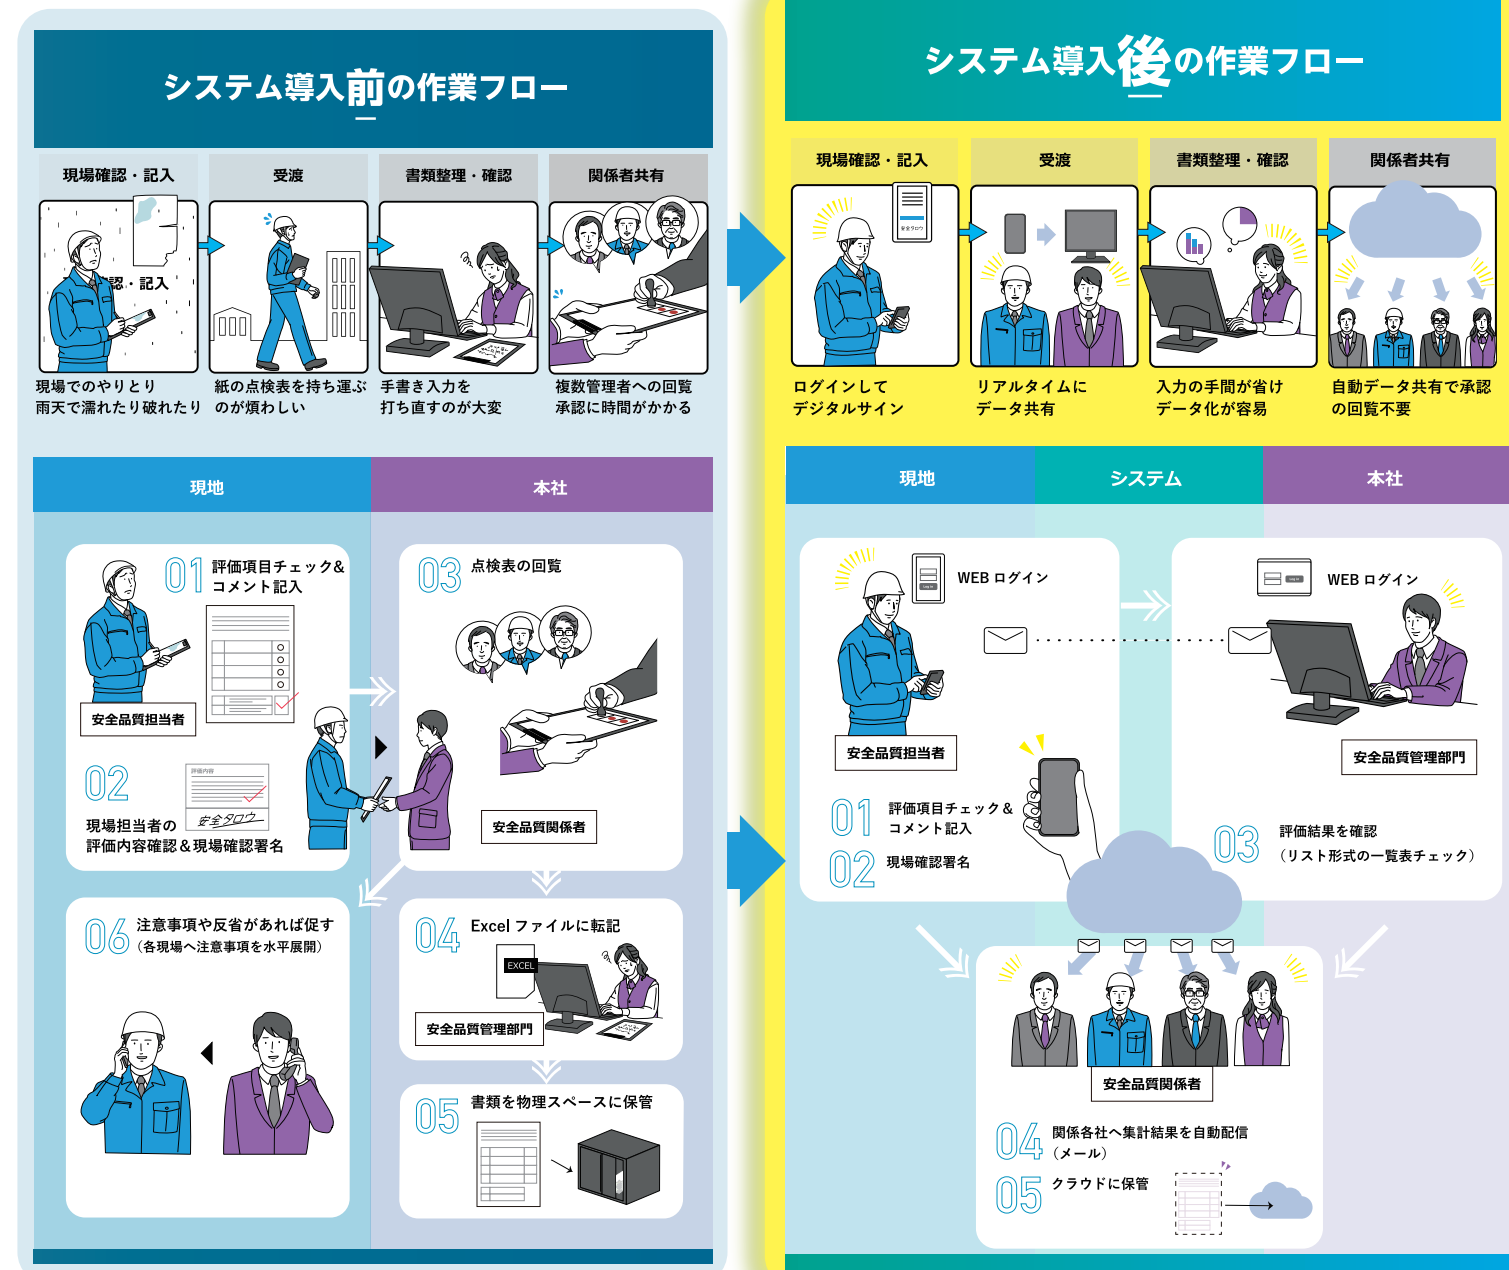 システム導入前の作業フロー
現場確認・記入
受渡
書類整理・確認
関係者共有
認・記入
現場でのやりとり
雨天で濡れたり破れたり
紙の点検表を持ち運ぶ
のが煩わしい
手書き入力を
打ち直すのが大変
複数管理者への回覧
承認に時間がかかる
現地
本社
01
評価項目チェック&
コメント記入
安全品質担当者
02
評価内容
安全タロウ
現場担当者の
評価内容確認＆現場確認署名
03
点検表の回覧
安全品質関係者
04
Excel ファイルに転記
EXCEL
安全品質管理部門
05
書類を物理スペースに保管
06
注意事項や反省があれば促す
（各現場へ注意事項を水平展開）
システム導入後の作業フロー
現場確認・記入
受渡
書類整理・確認
関係者共有
安全タロウ
ログインして
デジタルサイン
リアルタイムに
データ共有
入力の手間が省け
データ化が容易
自動データ共有で承認
の回覧不要
現地
システム
本社
WEB ログイン
Log in
安全品質担当者
01
評価項目チェック＆
コメント記入
02
現場確認署名
WEB ログイン
Log in
安全品質管理部門
03
評価結果を確認
（リスト形式の一覧表チェック）
安全品質関係者
04
関係各社へ集計結果を自動配信
（メール）
05
クラウドに保管